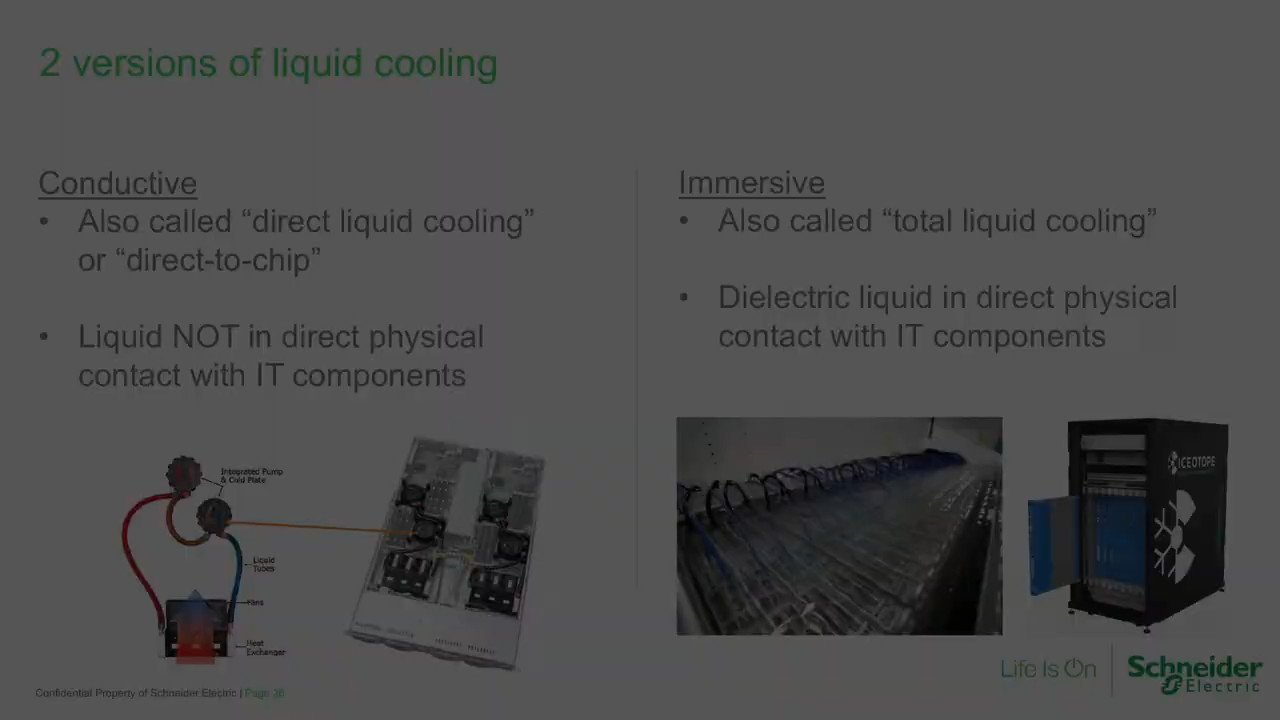 2 versions of liquid cooling
Conductive
• Also called “direct liquid cooling”
or “direct-to-chip”
• Liquid NOT in direct physical
contact with IT components
Immersive
• Also called “total liquid cooling”
• Dielectric liquid in direct physical
contact with IT components
Integrated Pump
& Cold Plate
Liquid
Tubes
Fans
Heat
Exchanger
ICEOTOPE
Confidential Property of Schneider Electric | Page 36
Life Is On
Schneider
Electric